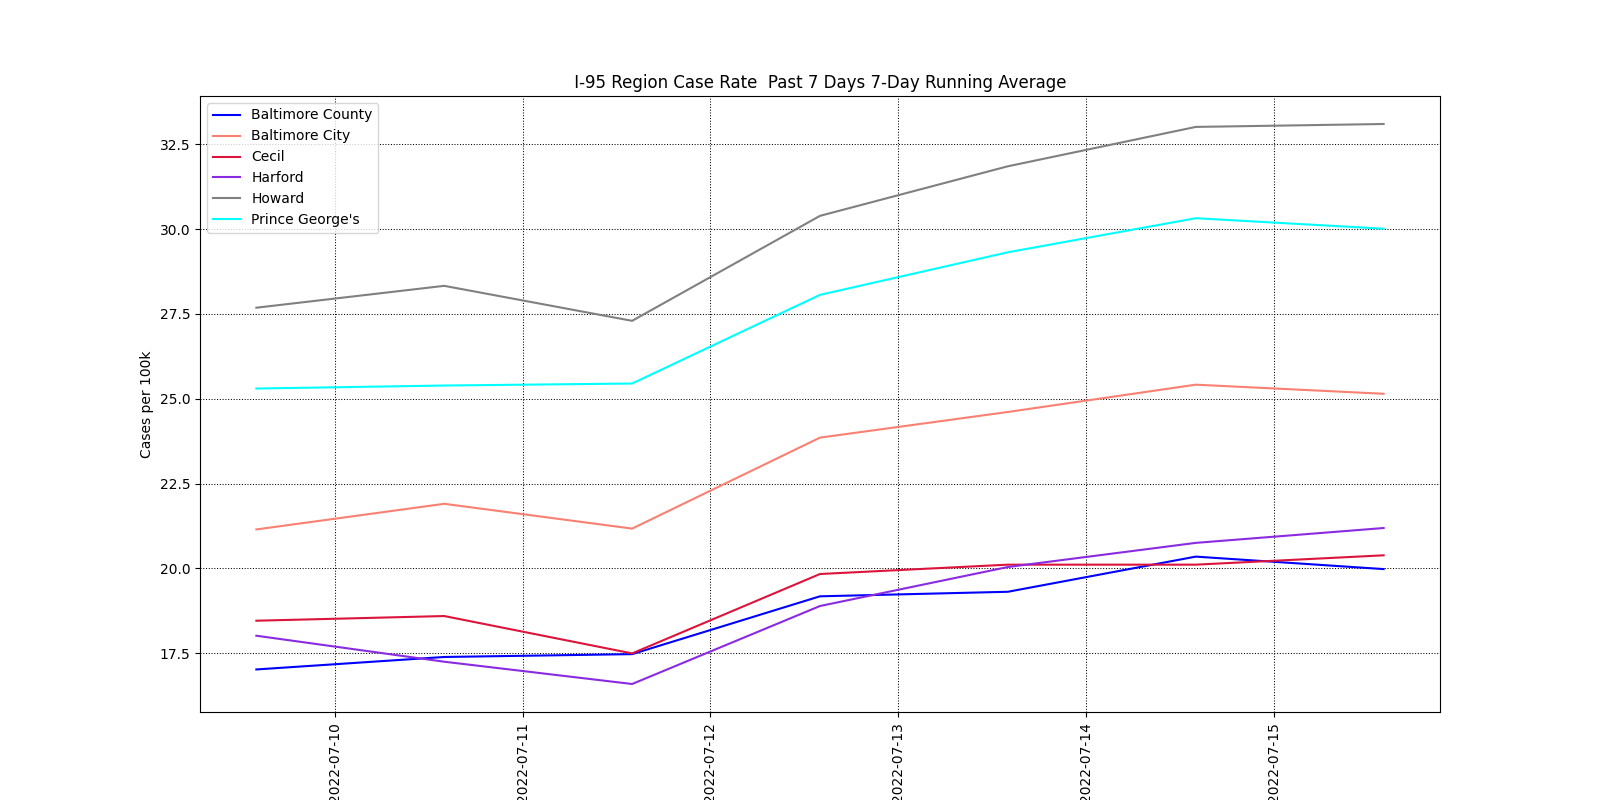 I-95 Region Case Rate  Past 7 Days 7-Day Running Average
Baltimore County
Baltimore City
Cecil
Harford
Howard
Prince George's
Cases per 100k
32.5
30.0
27.5
25.0
22.5
20.0
17.5
2022-07-10
2022-07-11
2022-07-12
2022-07-13
2022-07-14
2022-07-15